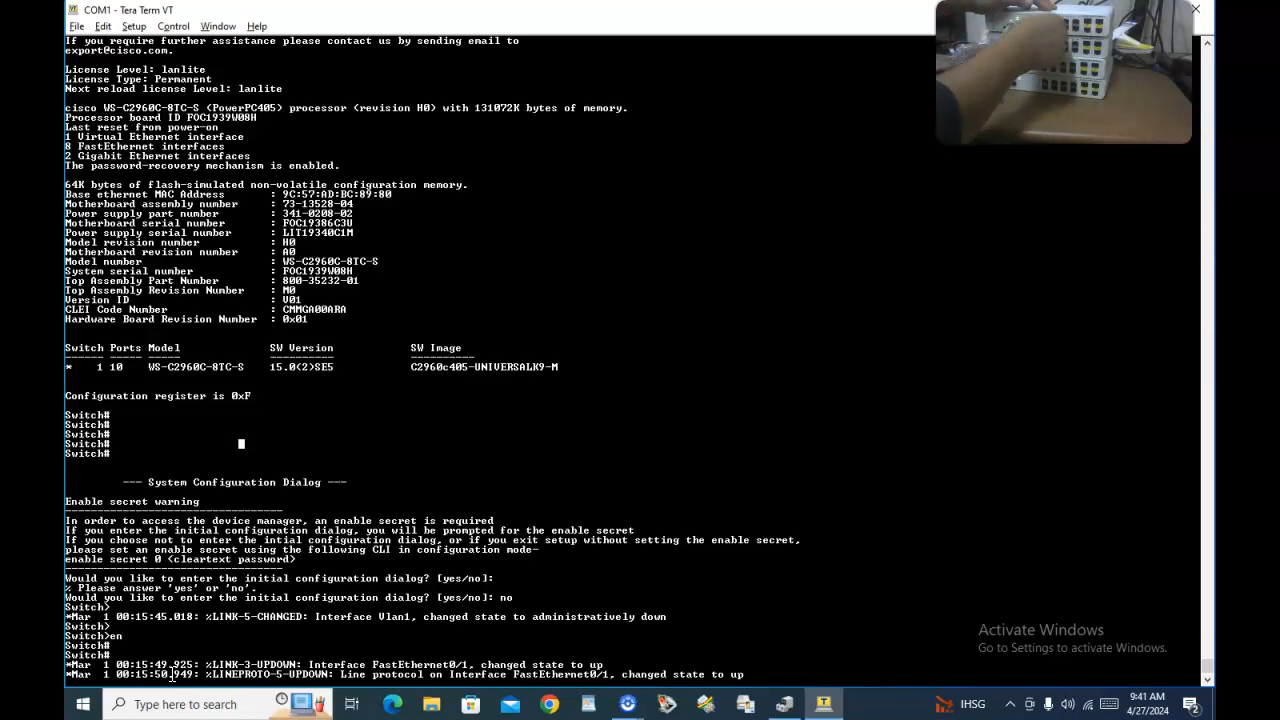 COM1 - Tera Term VT
File Edit Setup Control Window Help
If you require further assistance please contact us by sending email to
export@cisco.com.
License Level: lanlite
License Type: Permanent
Next reload license Level: lanlite
cisco WS-C2960C-8TC-S (PowerPC405) processor (revision H0) with 131072K bytes of memory.
Processor board ID FOC1939W08H
Last reset from power-on
1 Virtual Ethernet interface
8 FastEthernet interfaces
2 Gigabit Ethernet interfaces
The password-recovery mechanism is enabled.
64K bytes of flash-simulated non-volatile configuration memory.
Base ethernet MAC Address : 9C:57:AD:BC:89:80
Motherboard assembly number : 73-13528-04
Power supply part number : 341-0208-02
Motherboard serial number : FOC19386C3U
Power supply serial number : LIT19340C1M
Model revision number : H0
Motherboard revision number : A0
Model number : WS-C2960C-8TC-S
System serial number : FOC1939W08H
Top Assembly Part Number : 800-35232-01
Top Assembly Revision Number : M0
Version ID : V01
CLEI Code Number : CMMGA00ARA
Hardware Board Revision Number : 0x01
Switch Ports Model SW Version SW Image
------ ----- ----- ---------- ----------
* 1 10 WS-C2960C-8TC-S 15.0(2)SE5 C2960c405-UNIVERSALK9-M
Configuration register is 0xF
Switch#
Switch#
Switch#
Switch#
Switch#
--- System Configuration Dialog ---
Enable secret warning
----------------------------------
In order to access the device manager, an enable secret is required
If you enter the initial configuration dialog, you will be prompted for the enable secret
If you choose not to enter the intial configuration dialog, or if you exit setup without setting the enable secret,
please set an enable secret using the following CLI in configuration mode-
enable secret 0 <cleartext password>
----------------------------------
Would you like to enter the initial configuration dialog? [yes/no]:
% Please answer 'yes' or 'no'.
Would you like to enter the initial configuration dialog? [yes/no]: no
Switch>
*Mar 1 00:15:45.018: %LINK-5-CHANGED: Interface Vlan1, changed state to administratively down
Switch>
Switch>en
Switch#
Switch#
*Mar 1 00:15:49.925: %LINK-3-UPDOWN: Interface FastEthernet0/1, changed state to up
*Mar 1 00:15:50.949: %LINEPROTO-5-UPDOWN: Line protocol on Interface FastEthernet0/1, changed state to up
Activate Windows
Go to Settings to activate Windows.
Type here to search
IHSG
9:41 AM
4/27/2024
2